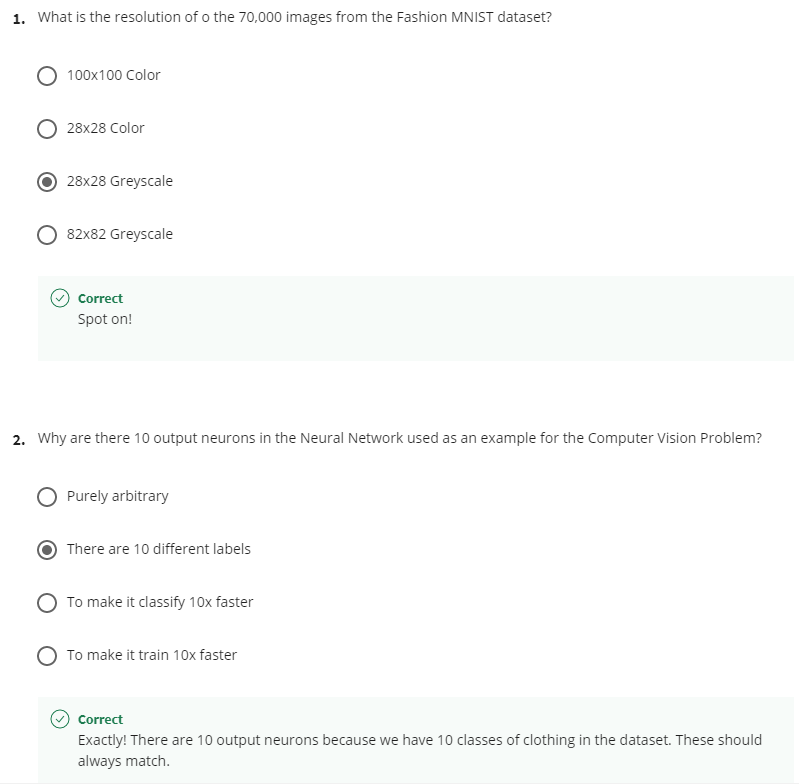 1. What is the resolution of o the 70,000 images from the Fashion MNIST dataset?
100x100 Color
28x28 Color
28x28 Greyscale
82x82 Greyscale
Correct
Spot on!
2. Why are there 10 output neurons in the Neural Network used as an example for the Computer Vision Problem?
Purely arbitrary
There are 10 different labels
To make it classify 10x faster
To make it train 10x faster
Correct
Exactly! There are 10 output neurons because we have 10 classes of clothing in the dataset. These should
always match.